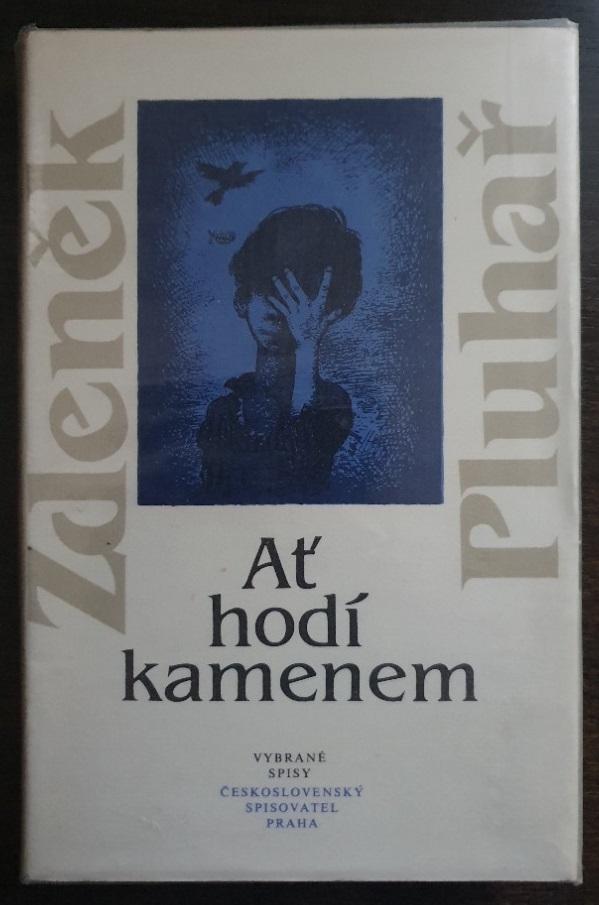 Zdeněk
Pluhař
Ať
hodí
kamenem
VYBRANÉ
SPISY
ČESKOSLOVENSKÝ
SPISOVATEL
PRAHA